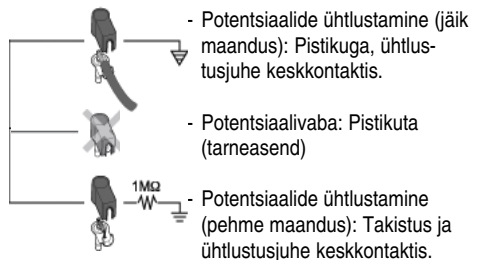 - Potentsiaalide ühtlustamine (jäik
maandus): Pistikuga, ühtlus-
tusjuhe keskkontaktis.
- Potentsiaalivaba: Pistikuta
(tarneasend)
1MΩ
- Potentsiaalide ühtlustamine
(pehme maandus): Takistus ja
ühtlustusjuhe keskkontaktis.